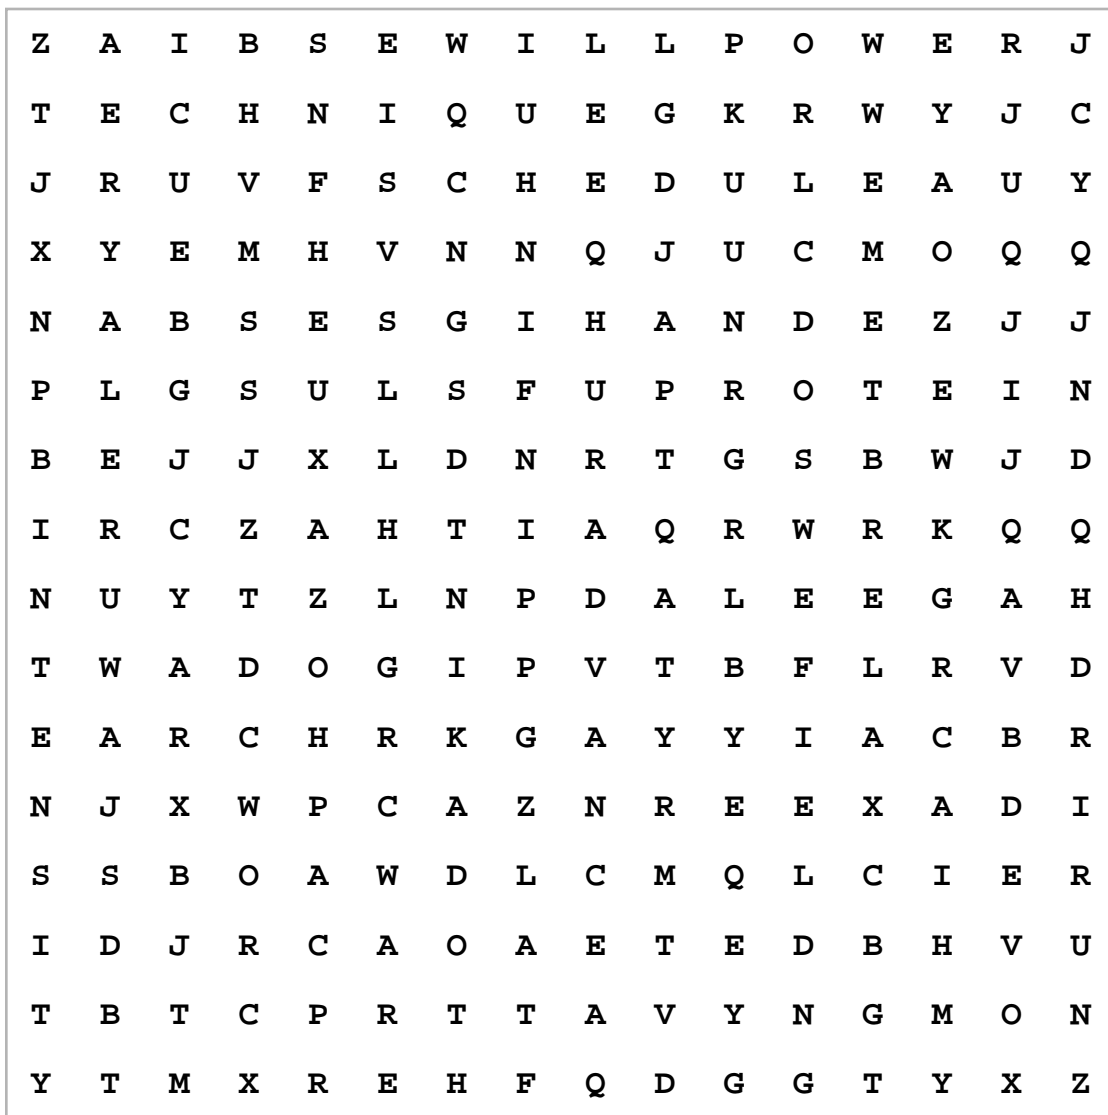 Z A I B S E W I L L P O W E R J
T E C H N I Q U E G K R W Y J C
J R U V F S C H E D U L E A U Y
X Y E M H V N N Q J U C M O Q Q
N A B S E S G I H A N D E Z J J
P L G S U L S F U P R O T E I N
B E J J X L D N R T G S B W J D
I R C Z A H T I A Q R W R K Q Q
N U Y T Z L N P D A L E E G A H
T W A D O G I P V T B F L R V D
E A R C H R K G A Y Y I A C B R
N J X W P C A Z N R E E X A D I
S S B O A W D L C M Q L C I E R
I D J R C A O A E T E D B H V U
T B T C P R T T A V Y N G M O N
Y T M X R E H F Q D G G T Y X Z